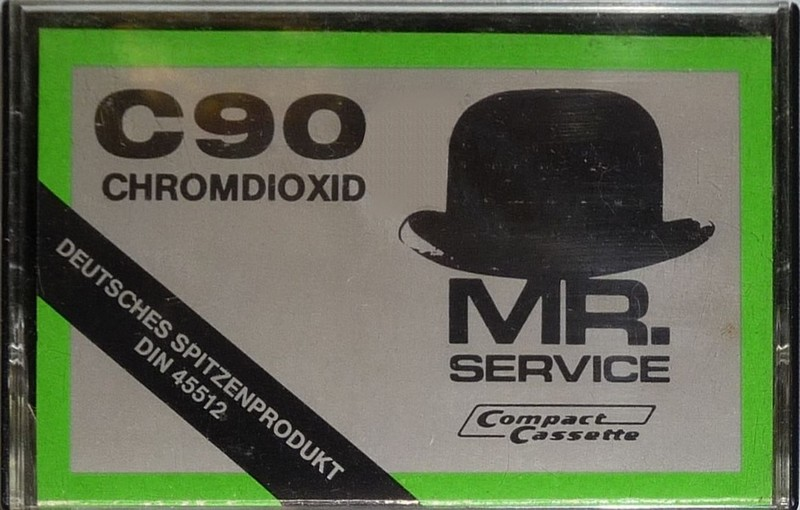 C90
CHROMDIOXID
MR.
SERVICE
Compact
Cassette
DEUTSCHES SPITZENPRODUKT
DIN 45512